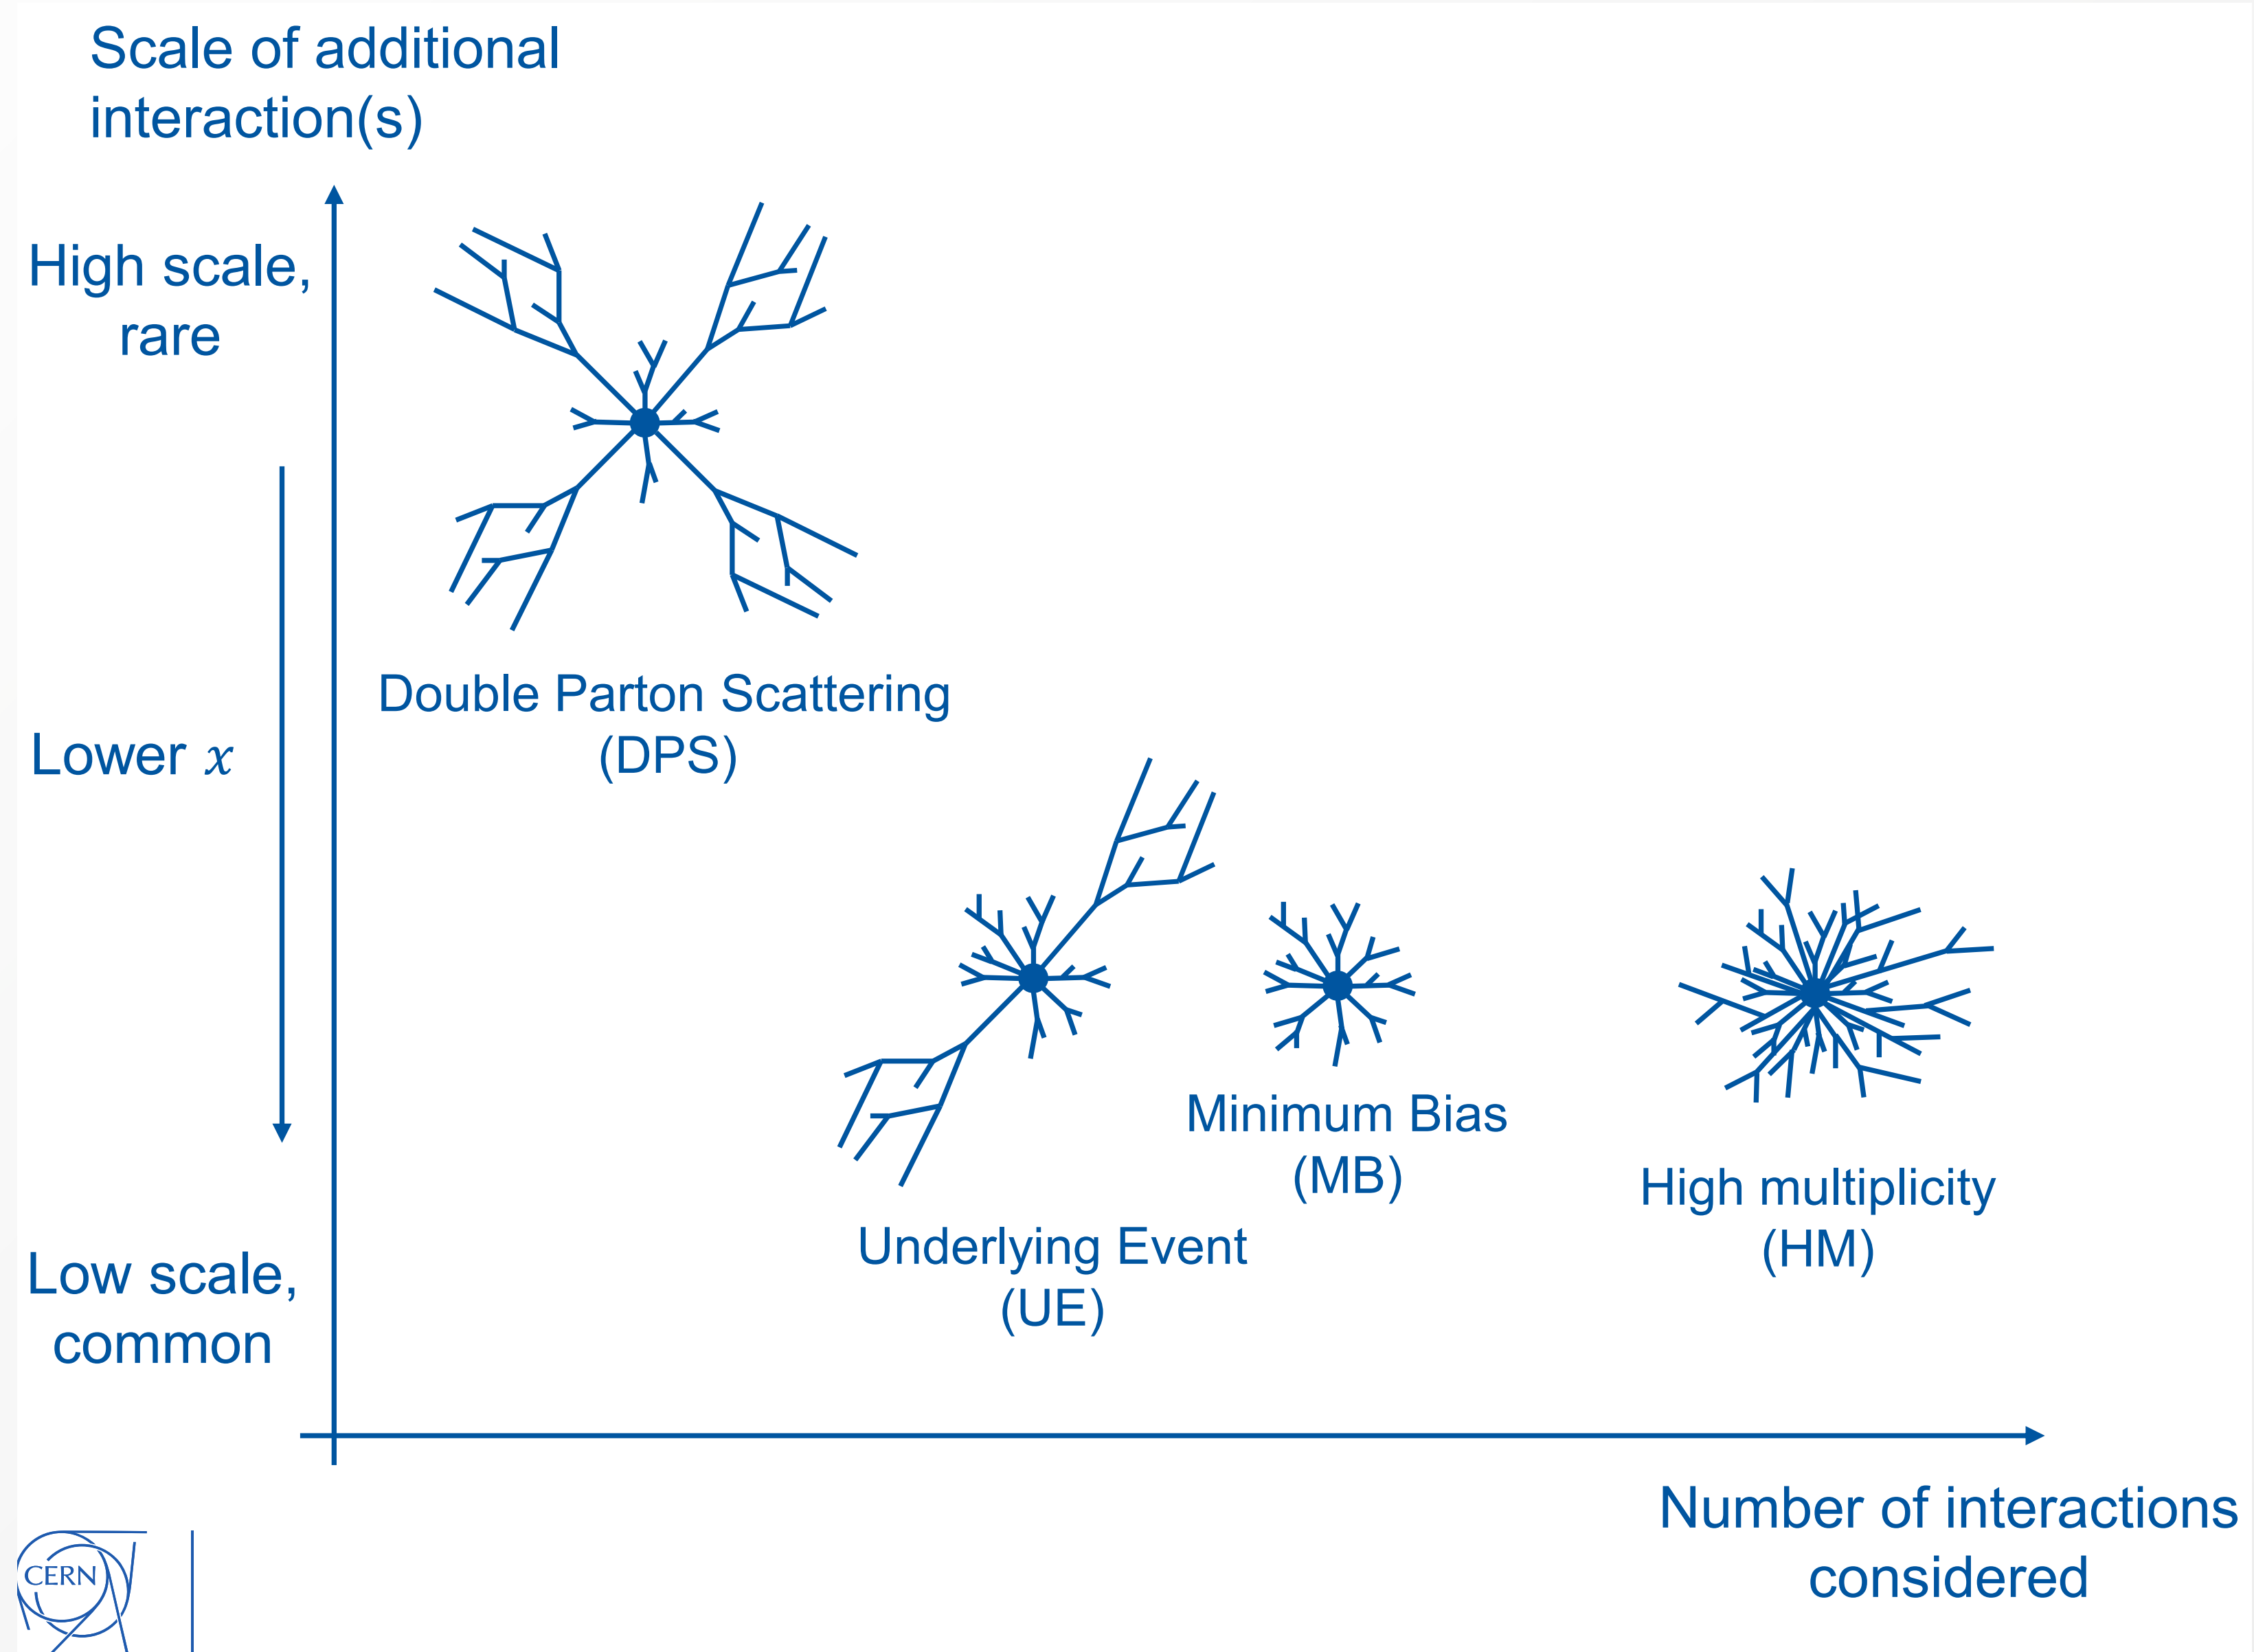 Scale of additional
interaction(s)
High scale,
rare
Double Parton Scattering
(DPS)
Lower x
Minimum Bias
(MB)
High multiplicity
(HM)
Underlying Event
(UE)
Low scale,
common
Number of interactions
considered
CERN